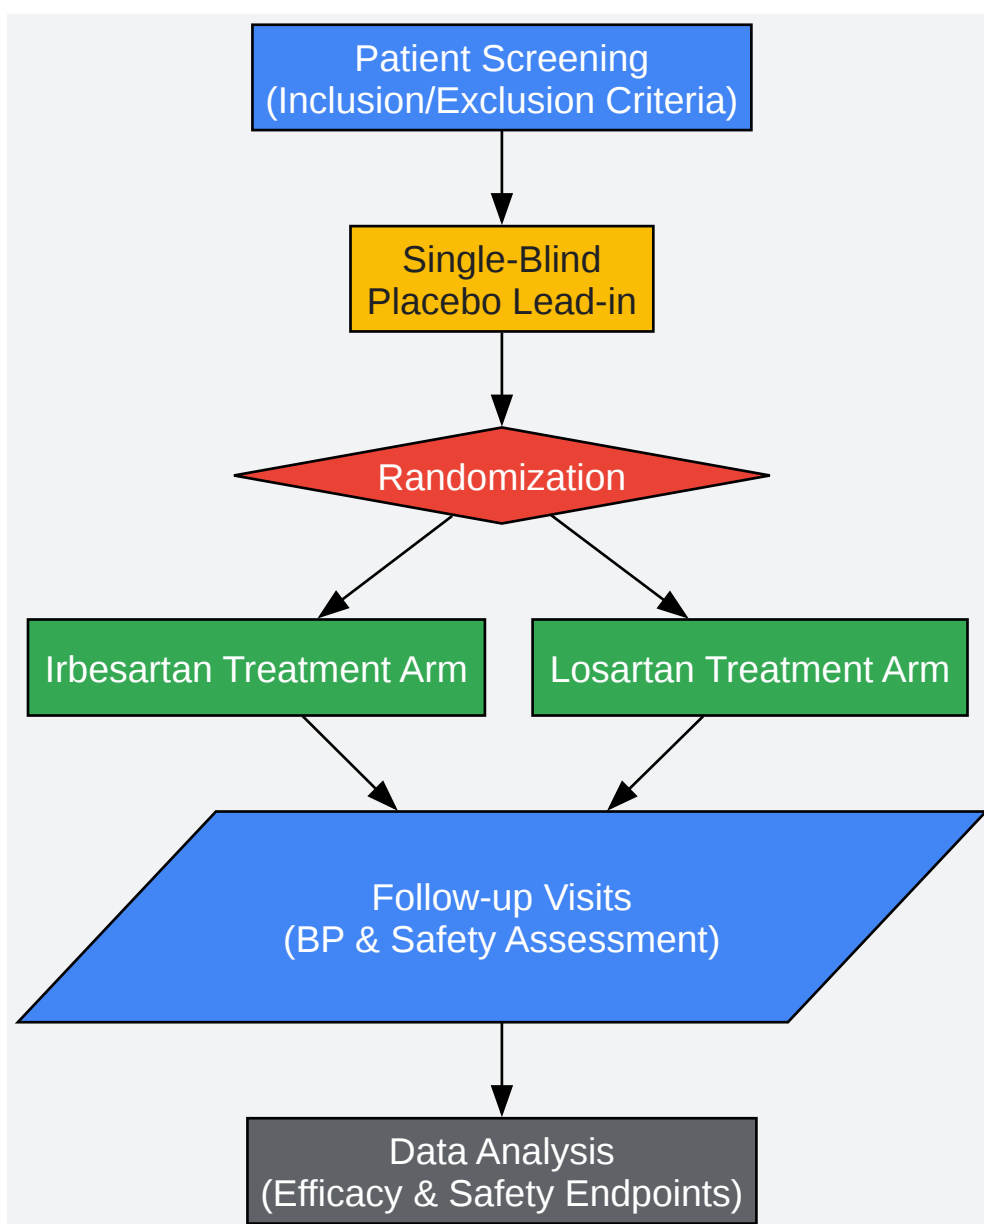 Patient Screening
(Inclusion/Exclusion Criteria)
Single-Blind
Placebo Lead-in
Randomization
Irbesartan Treatment Arm
Losartan Treatment Arm
Follow-up Visits
(BP & Safety Assessment)
Data Analysis
(Efficacy & Safety Endpoints)